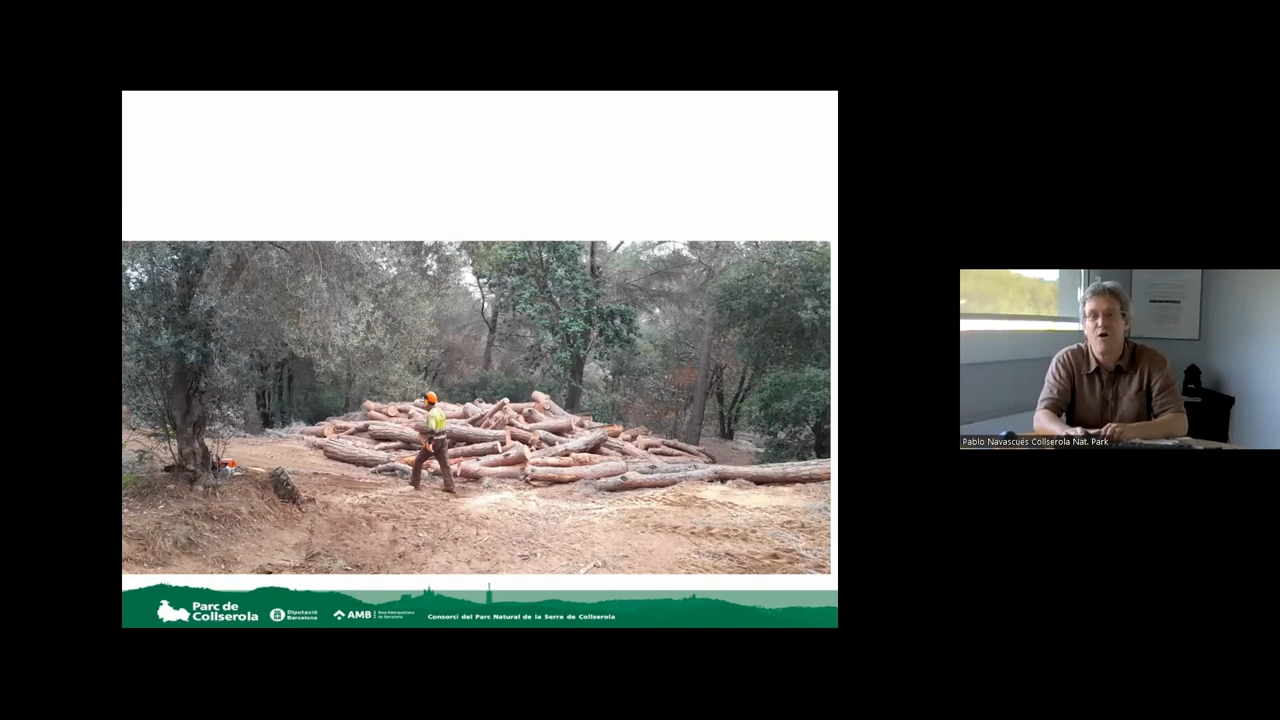 Parc de
Collserola
Diputació
Barcelona
AMB
Àrea Metropolitana
de Barcelona
Consorci del Parc Natural de la Serra de Collserola
Pablo Navascués Collserola Nat. Park